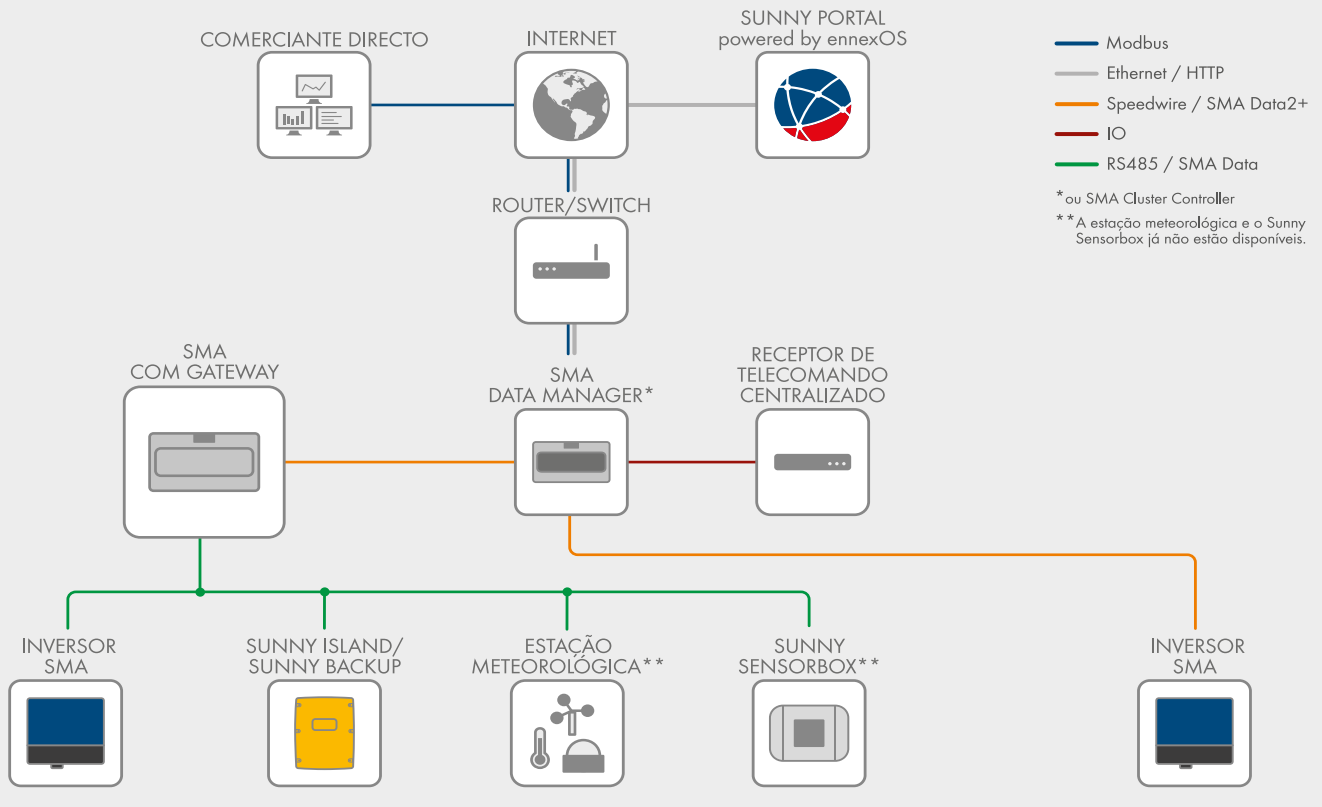 COMERCIANTE DIRECTO
INTERNET
SUNNY PORTAL
powered by ennexOS
Modbus
Ethernet / HTTP
Speedwire / SMA Data2+
IO
RS485 / SMA Data
*ou SMA Cluster Controller
**A estação meteorológica e o Sunny
Sensorbox já não estão disponíveis.
ROUTER/SWITCH
SMA
COM GATEWAY
SMA
DATA MANAGER*
RECEPTOR DE
TELECOMANDO
CENTRALIZADO
INVERSOR
SMA
SUNNY ISLAND/
SUNNY BACKUP
ESTAÇÃO
METEOROLÓGICA**
SUNNY
SENSORBOX**
INVERSOR
SMA